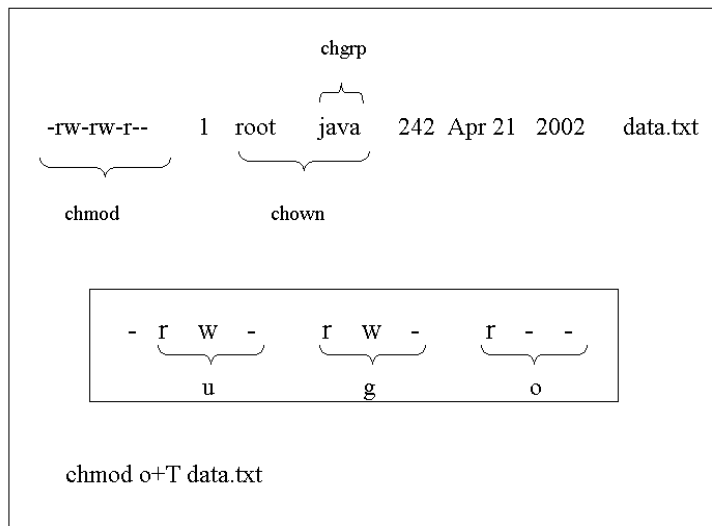 chgrp
-rw-rw-r-- 1 root java 242 Apr 21 2002 data.txt
chmod chown
- r w - r w - r - -
u g o
chmod o+T data.txt